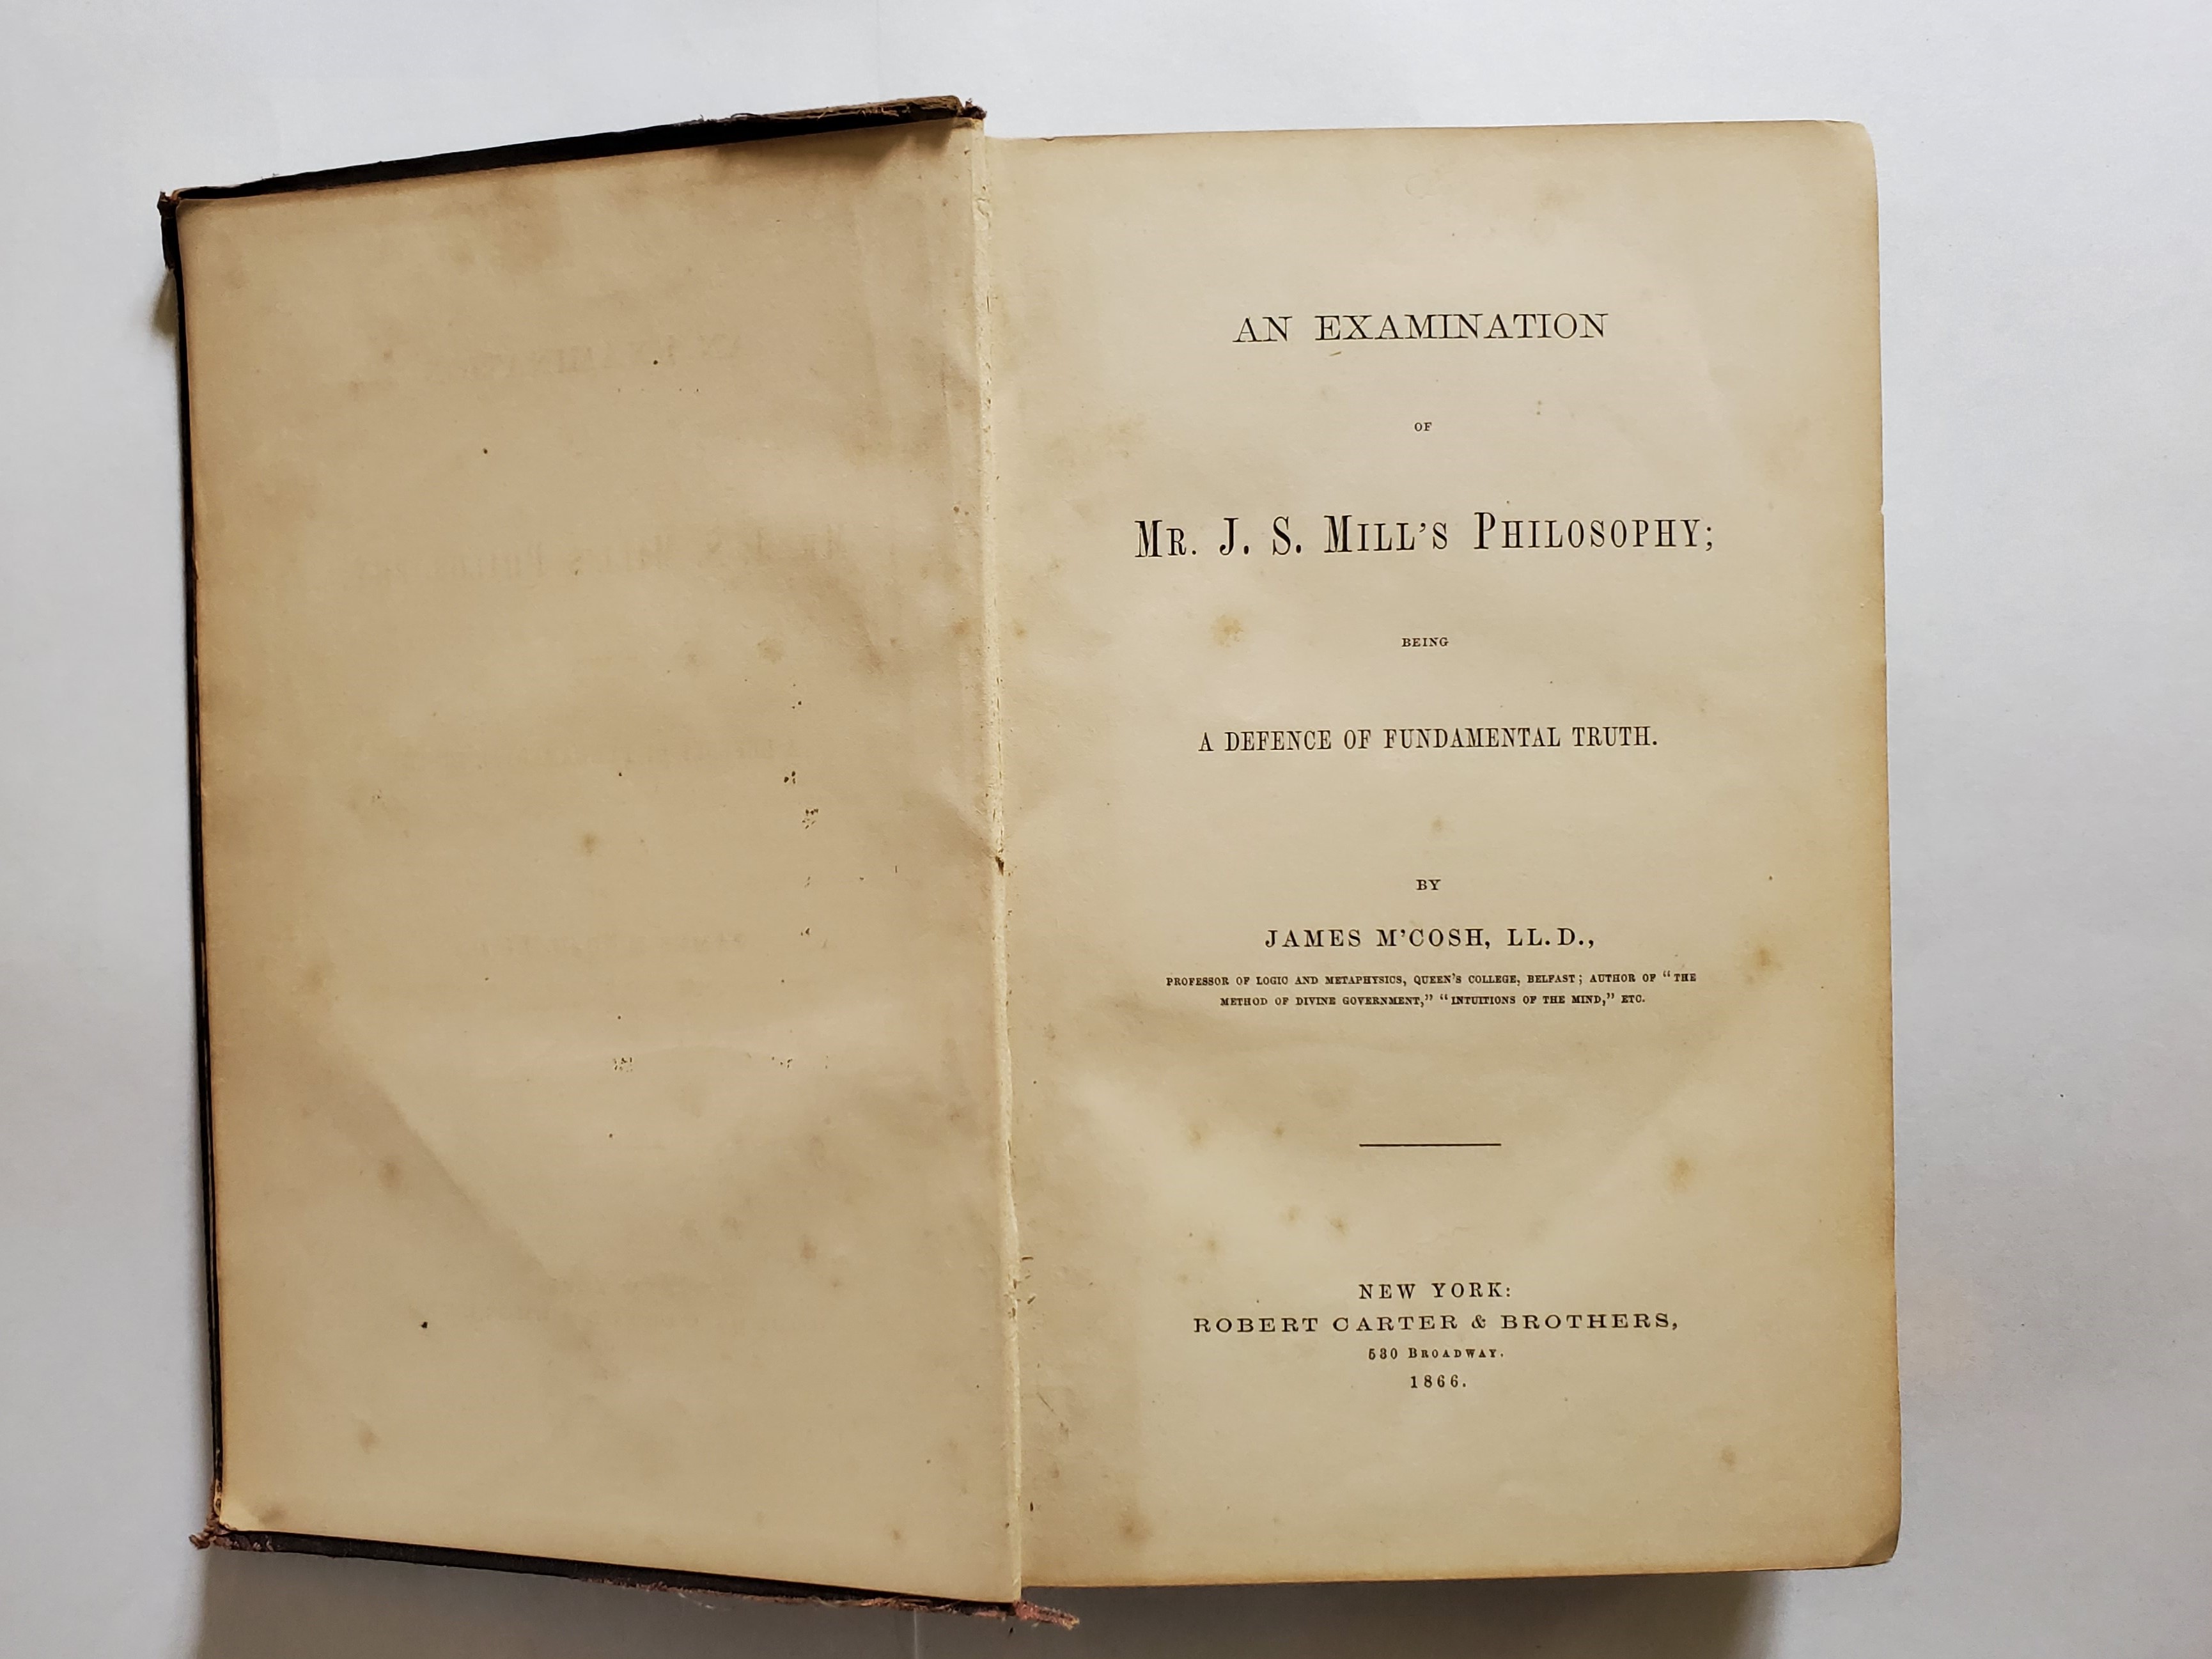 AN EXAMINATION
OF
MR. J. S. MILL'S PHILOSOPHY;
BEING
A DEFENCE OF FUNDAMENTAL TRUTH.
BY
JAMES M'COSH, LL.D.,
PROFESSOR OF LOGIC AND METAPHYSICS, QUEEN'S COLLEGE, BELFAST; AUTHOR OF "THE
METHOD OF DIVINE GOVERNMENT," "INTUITIONS OF THE MIND," ETC.
NEW YORK:
ROBERT CARTER & BROTHERS,
530 BROADWAY.
1866.